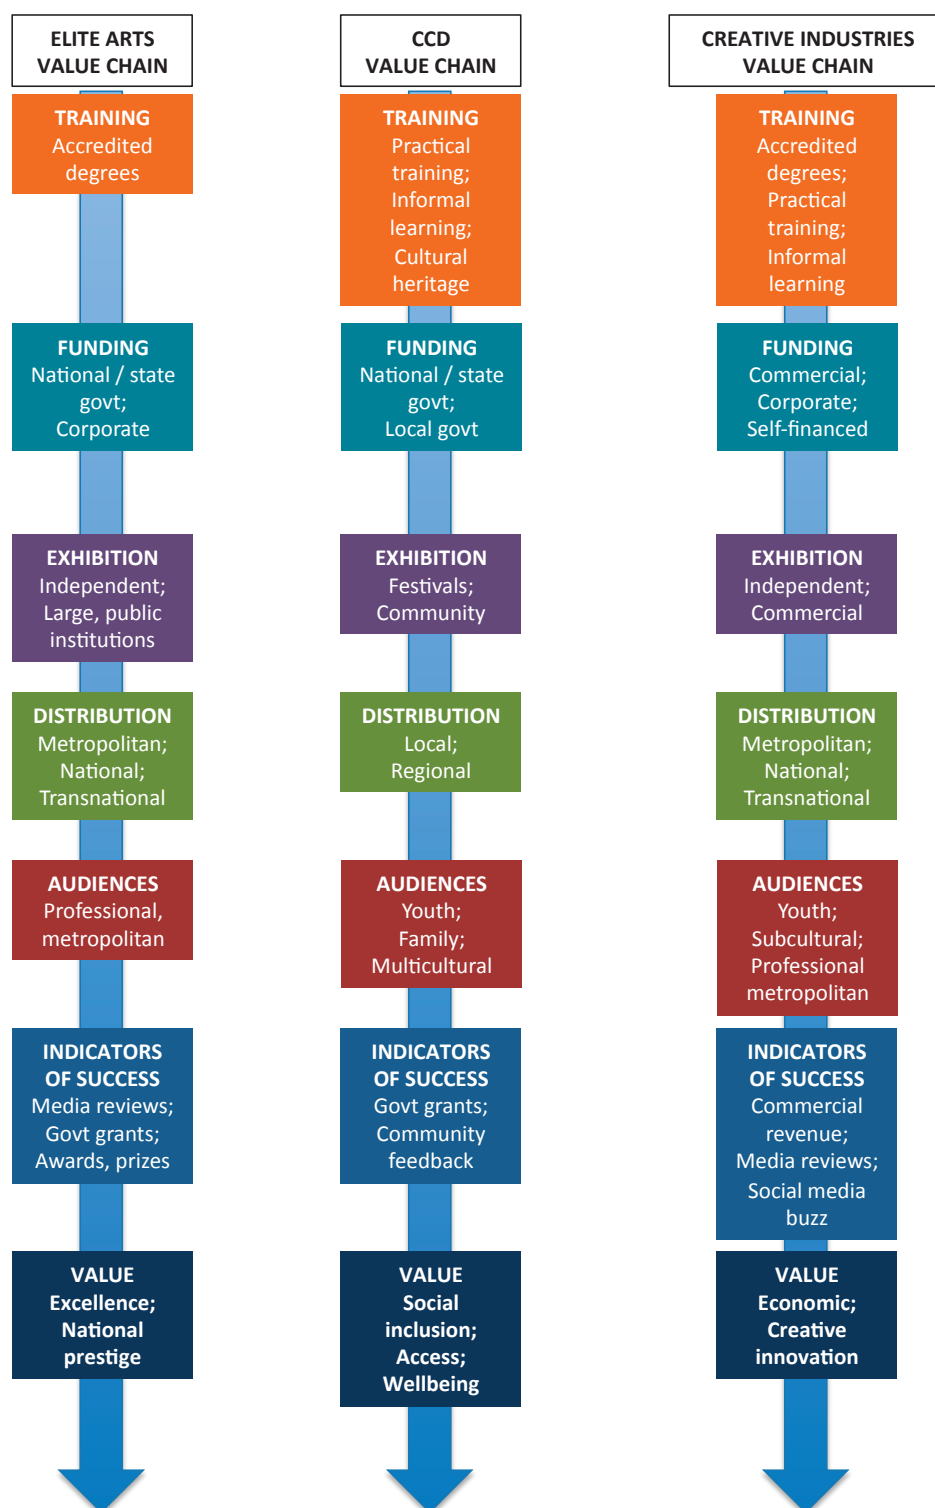 ELITE ARTS
VALUE CHAIN
TRAINING
Accredited
degrees
FUNDING
National / state
govt;
Corporate
EXHIBITION
Independent;
Large, public
institutions
DISTRIBUTION
Metropolitan;
National;
Transnational
AUDIENCES
Professional,
metropolitan
INDICATORS
OF SUCCESS
Media reviews;
Govt grants;
Awards, prizes
VALUE
Excellence;
National
prestige
CCD
VALUE CHAIN
TRAINING
Practical
training;
Informal
learning;
Cultural
heritage
FUNDING
National / state
govt;
Local govt
EXHIBITION
Festivals;
Community
DISTRIBUTION
Local;
Regional
AUDIENCES
Youth;
Family;
Multicultural
INDICATORS
OF SUCCESS
Govt grants;
Community
feedback
VALUE
Social
inclusion;
Access;
Wellbeing
CREATIVE INDUSTRIES
VALUE CHAIN
TRAINING
Accredited
degrees;
Practical
training;
Informal
learning
FUNDING
Commercial;
Corporate;
Self-financed
EXHIBITION
Independent;
Commercial
DISTRIBUTION
Metropolitan;
National;
Transnational
AUDIENCES
Youth;
Subcultural;
Professional
metropolitan
INDICATORS
OF SUCCESS
Commercial
revenue;
Media reviews;
Social media
buzz
VALUE
Economic;
Creative
innovation